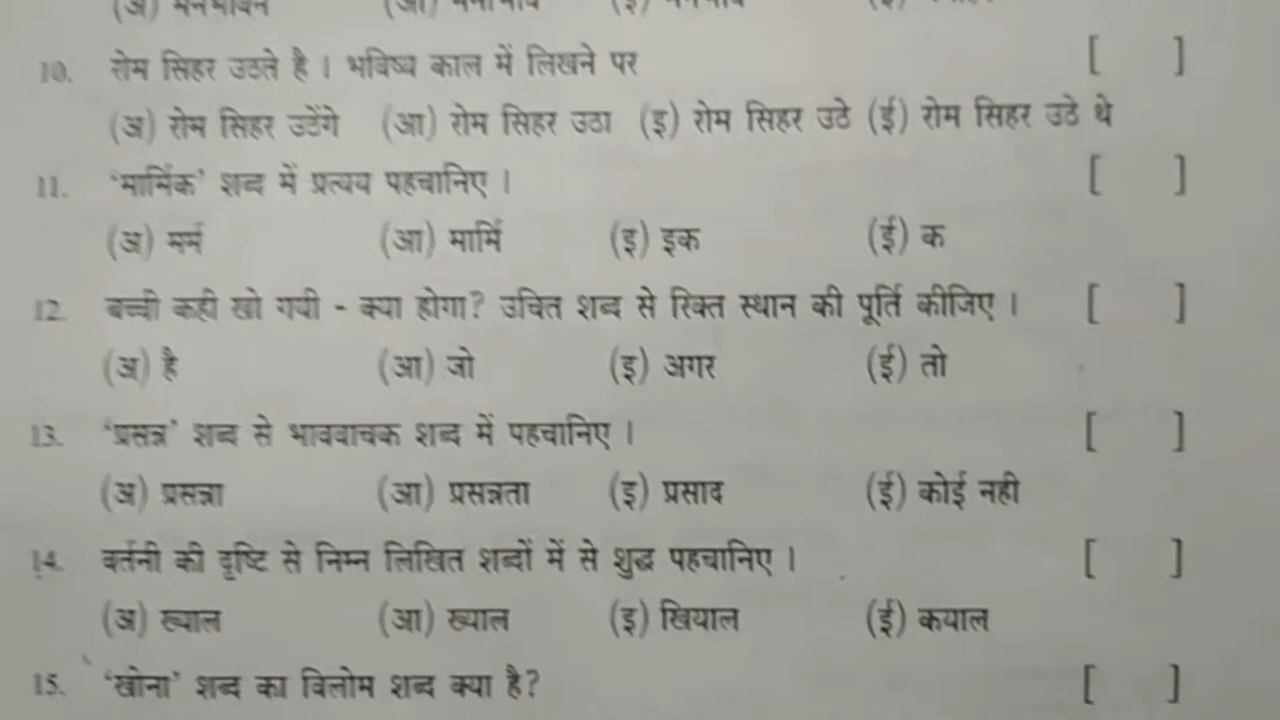 (अ) मनभावन (आ) (इ) (ई)
10. रोम सिहर उठते है । भविष्य काल में लिखने पर [ ]
(अ) रोम सिहर उठेंगे (आ) रोम सिहर उठा (इ) रोम सिहर उठे (ई) रोम सिहर उठे थे
11. 'मार्मिक' शब्द में प्रत्यय पहचानिए । [ ]
(अ) मर्म (आ) मार्मि (इ) इक (ई) क
12. बच्ची कही खो गयी - क्या होगा? उचित शब्द से रिक्त स्थान की पूर्ति कीजिए । [ ]
(अ) है (आ) जो (इ) अगर (ई) तो
13. 'प्रसन्न' शब्द से भाववाचक शब्द में पहचानिए । [ ]
(अ) प्रसन्ना (आ) प्रसन्नता (इ) प्रसाद (ई) कोई नही
14. वर्तनी की दृष्टि से निम्न लिखित शब्दों में से शुद्ध पहचानिए । [ ]
(अ) ख्याल (आ) ख्याल (इ) खियाल (ई) कयाल
15. 'खोना' शब्द का विलोम शब्द क्या है? [ ]